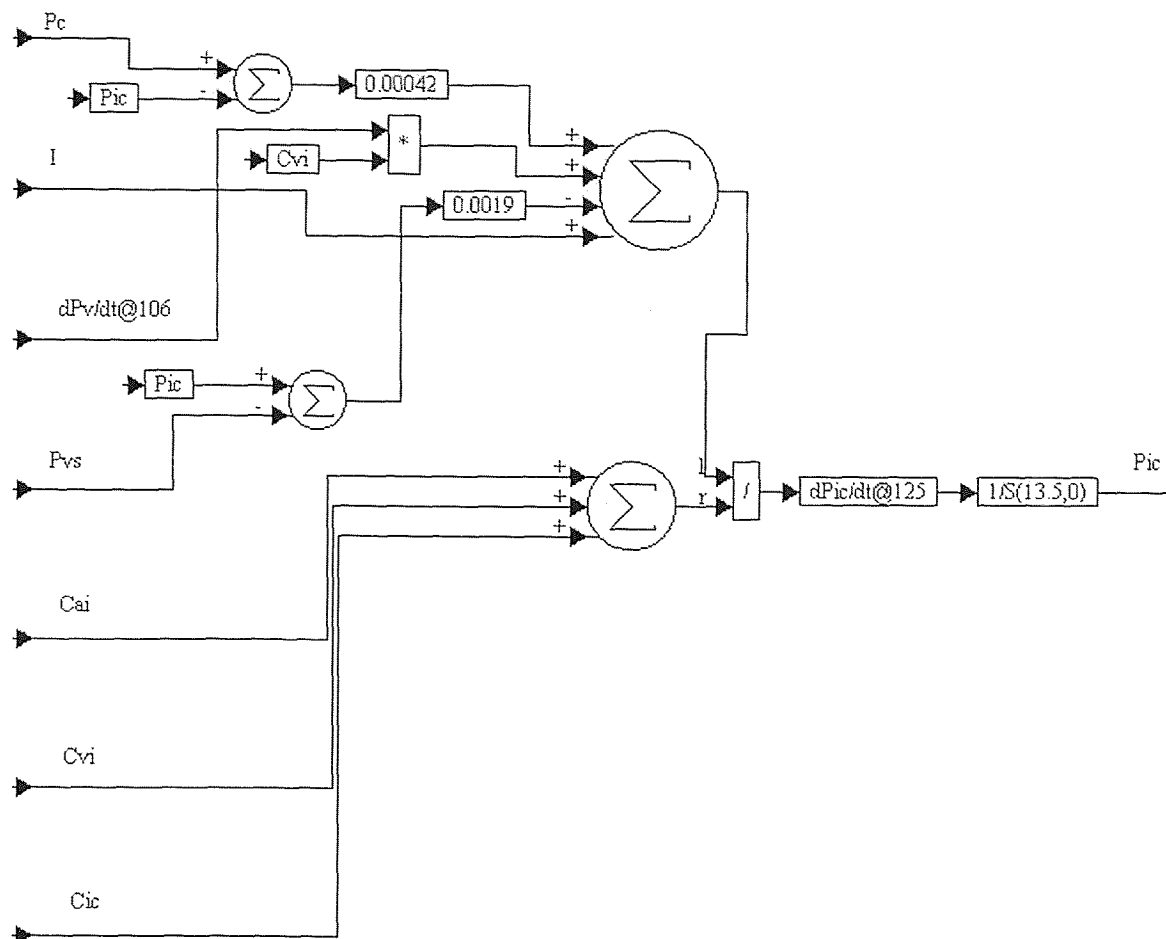 Pc
+
Pic
-
0.00042
I
Cvi
*
+
+
0.0019
-
+
dPv/dt@106
Pic
+
-
Pvs
+
+
+
l
r
/
dPic/dt@125
1/S(13.5,0)
Pic
Cai
Cvi
Cic